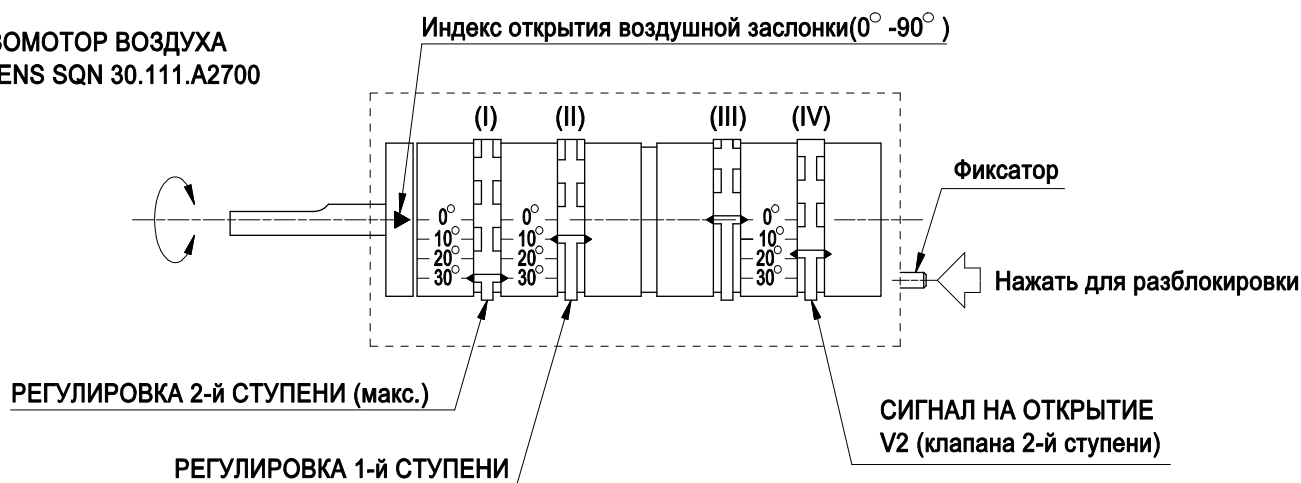 Индекс открытия воздушной заслонки(0° -90° )
ВОМОТОР ВОЗДУХА
ENS SQN 30.111.A2700
(I) (II) (III) (IV)
Фиксатор
0° 0° 0°
10° 10°
20° 20° 20°
30° 30° 30°
Нажать для разблокировки
РЕГУЛИРОВКА 2-й СТУПЕНИ (макс.)
СИГНАЛ НА ОТКРЫТИЕ
V2 (клапана 2-й ступени)
РЕГУЛИРОВКА 1-й СТУПЕНИ